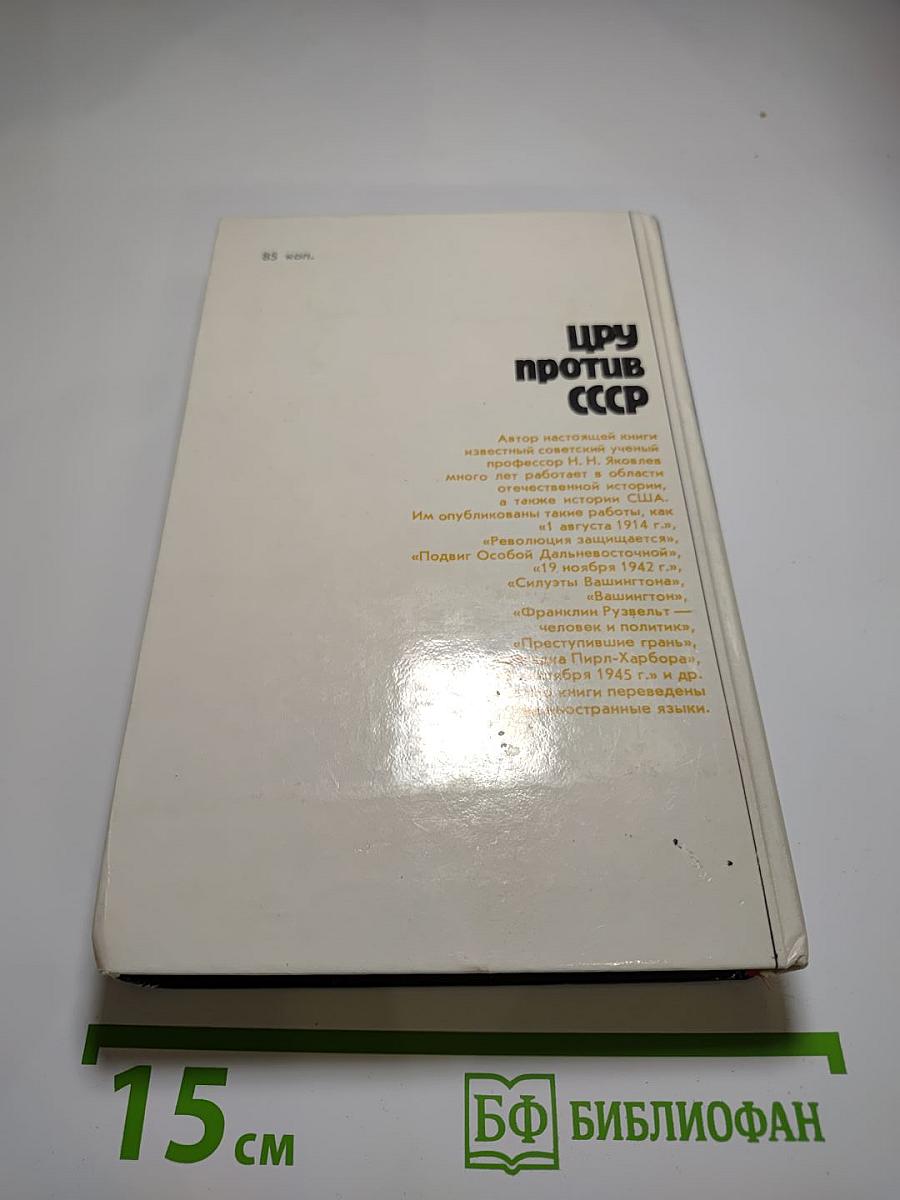 85 коп.
ЦРУ
против
СССР
Автор настоящей книги
известный советский ученый
профессор Н. Н. Яковлев
много лет работает в области
отечественной истории,
а также истории США.
Им опубликованы такие работы, как
«1 августа 1914 г.»,
«Революция защищается»,
«Подвиг Особой Дальневосточной»,
«19 ноября 1942 г.»,
«Силуэты Вашингтона»,
«Вашингтон»,
«Франклин Рузвельт —
человек и политик»,
«Преступившие грань»,
Пирл-Харбора»,
1945 г.» и др.
книги переведены
иностранные языки.
15 см
БФ БИБЛИОФАН